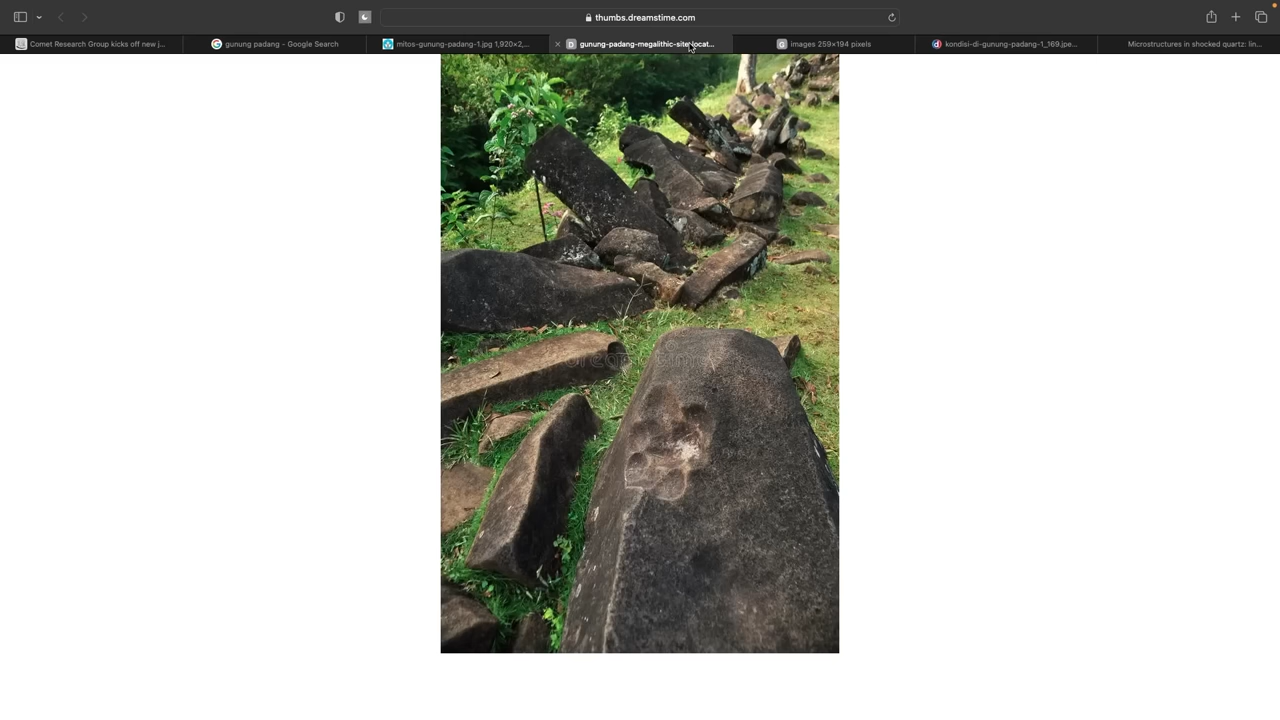 thumbs.dreamstime.com
Comet Research Group kicks off new j...
gunung padang - Google Search
mitos-gunung-padang-1.jpg 1,920×2,...
gunung-padang-megalithic-site-locat...
images 259×194 pixels
kondisi-di-gunung-padang-1_169.jpe...
Microstructures in shocked quartz: lin...
dreamstime